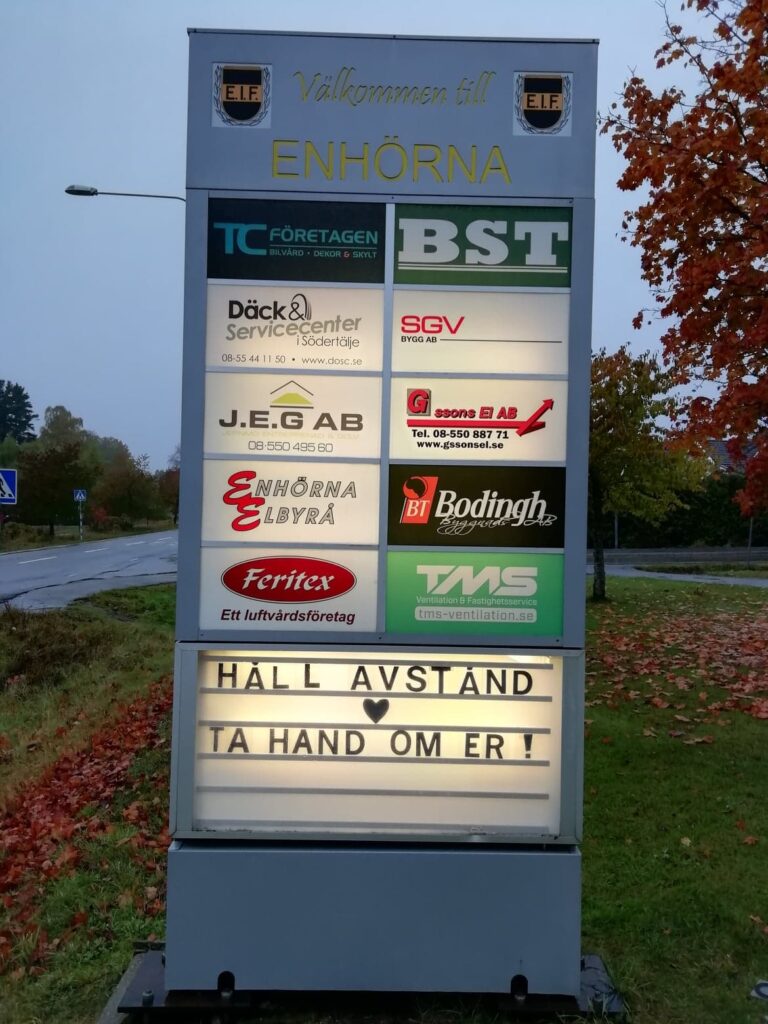 E.I.F. Välkommen till E.I.F.
ENHÖRNA
TC FÖRETAGEN
BILVÅRD · DEKOR & SKYLT
BST
Däck &
Servicecenter
i Södertälje
08-55 44 11 50 • www.dosc.se
SGV
BYGG AB
J.E.G AB
08-550 495 60
Gssons El AB
Tel. 08-550 887 71
www.gssonsel.se
ENHÖRNA
ELBYRÅ
BT Bodingh
Byggnads AB
Feritex
Ett luftvårdsföretag
TMS
Ventilation & Fastighetsservice
tms-ventilation.se
HÅLL AVSTÅND
♥
TA HAND OM ER !